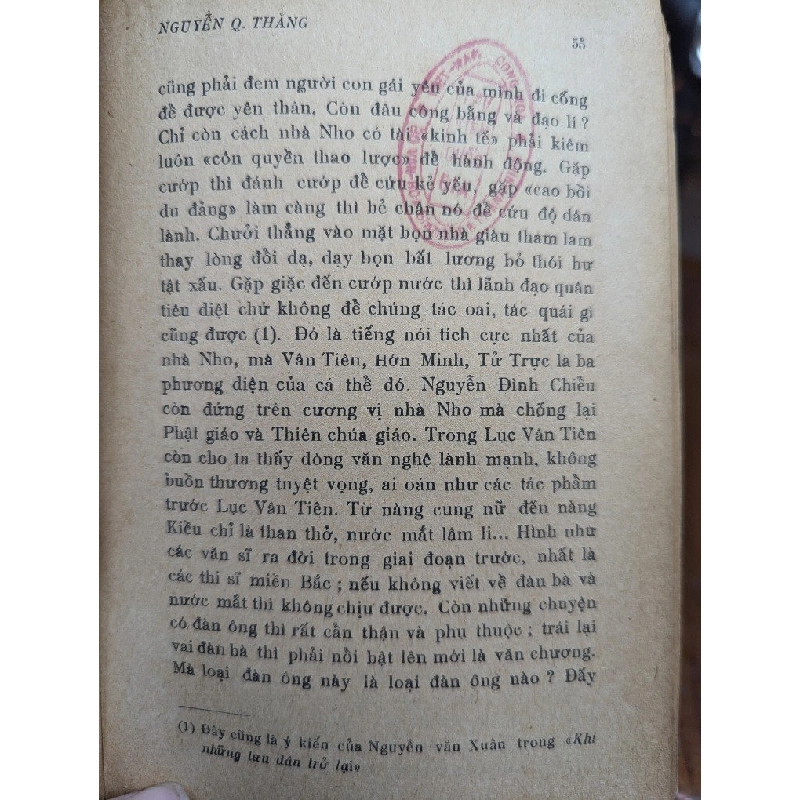 NGUYỄN Q. THẮNG
55
cũng phải đem người con gái yêu của mình đi cống
để được yên thân. Còn đâu công bằng và đạo lí?
Chỉ còn cách nhà Nho có tài «kinh tế» phải kiêm
luôn «côn quyền thao lược» để hành động. Gặp
cướp thì đánh cướp để cứu kẻ yếu, gặp «cao bồi
du đãng» làm càng thì bẻ chân nó để cứu độ dân
lành. Chưởi thẳng vào mặt bọn nhà giàu tham lam
thay lòng đổi dạ, dạy bọn bất lương bỏ thói hư
tật xấu. Gặp giặc đến cướp nước thì lãnh đạo quân
tiêu diệt chứ không để chúng tác oai, tác quái gì
cũng được (1). Đó là tiếng nói tích cực nhất của
nhà Nho, mà Vân Tiên, Hớn Minh, Tử Trực là ba
phương diện của cá thể đó. Nguyễn Đình Chiểu
còn đứng trên cương vị nhà Nho mà chống lại
Phật giáo và Thiên chúa giáo. Trong Lục Vân Tiên
còn cho ta thấy dòng văn nghệ lành mạnh, không
buồn thương tuyệt vọng, ai oán như các tác phẩm
trước Lục Vân Tiên. Từ nàng cung nữ đến nàng
Kiều chỉ là than thở, nước mắt lâm li... Hình như
các văn sĩ ra đời trong giai đoạn trước, nhất là
các thi sĩ miền Bắc ; nếu không viết về đàn bà và
nước mắt thì không chịu được. Còn những chuyện
có đàn ông thì rất cẩn thận và phụ thuộc ; trái lại
vai đàn bà thì phải nổi bật lên mới là văn chương.
Mà loại đàn ông này là loại đàn ông nào ? Đấy
(1) Đây cũng là ý kiến của Nguyễn văn Xuân trong «Khi
những lưu dân trở lại»